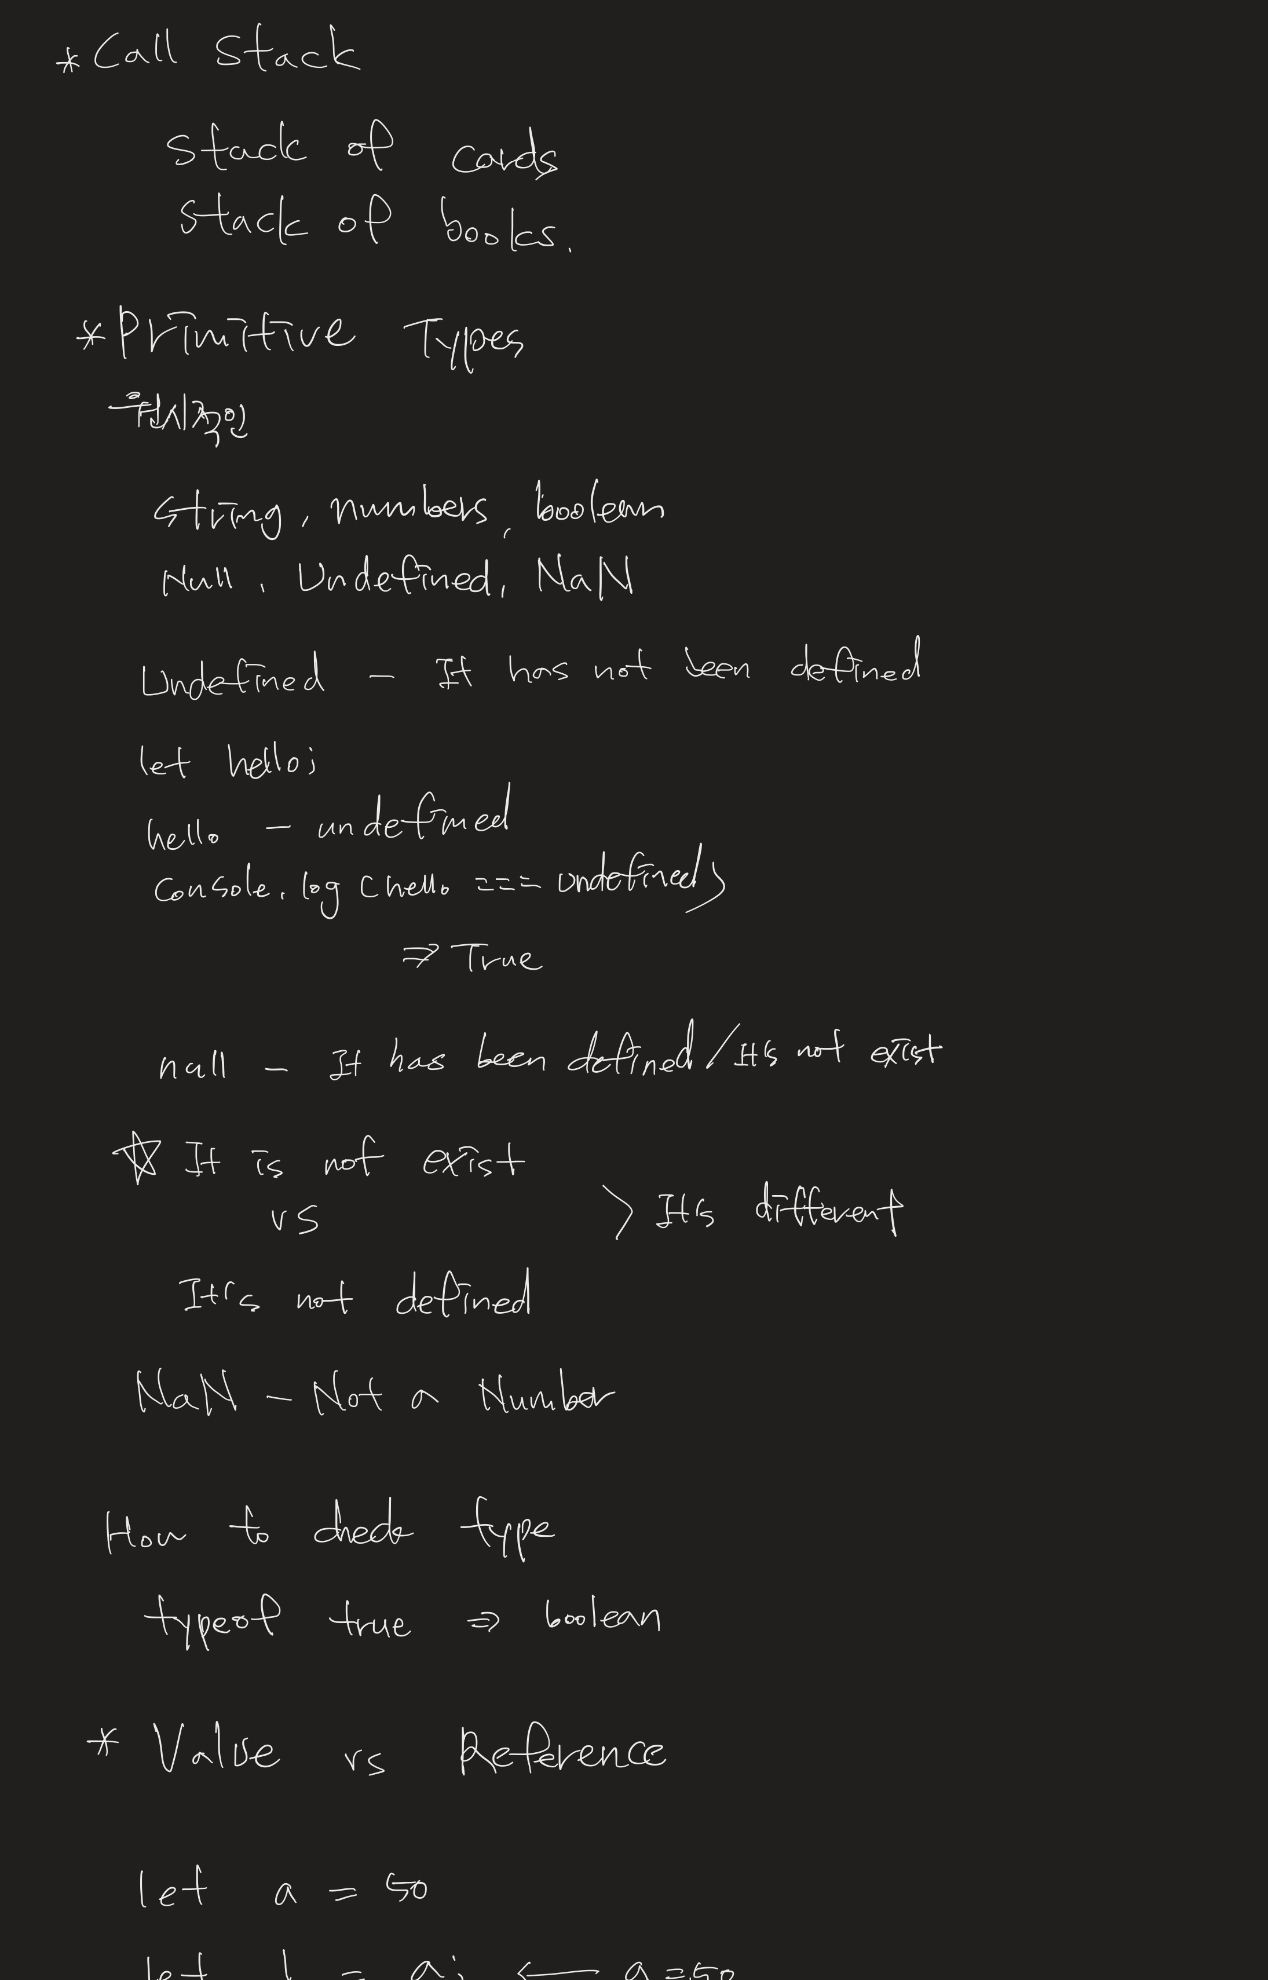 * Call Stack
stack of cards
stack of books.
* Primitive Types
원시적인
String, numbers, boolean
Null, Undefined, NaN
Undefined - It has not been defined
let hello;
hello - undefined
Console.log (hello === undefined)
⇒ True
null - It has been defined / It's not exist
☆ It is not exist
vs
> It's different
It's not defined
NaN - Not a Number
How to check type
typeof true ⇒ boolean
* Value vs Reference
let a = 50
let = a; ← a = 50